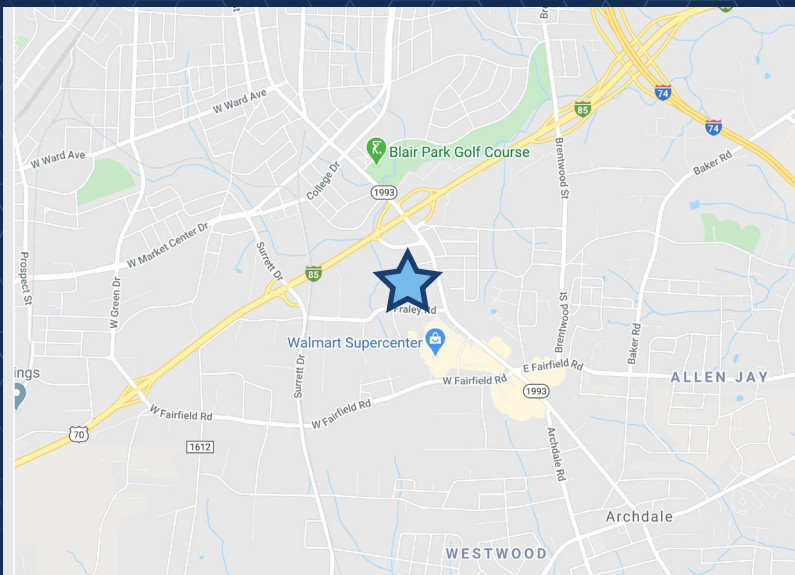 74
85
74
W Ward Ave
Blair Park Golf Course
Brentwood St
Baker Rd
W Ward Ave
College Dr
1993
W Market Center Dr
Surrett Dr
Prospect St
85
W Green Dr
Fraley Rd
Brentwood St
Baker Rd
Walmart Supercenter
Surrett Dr
E Fairfield Rd
ings
W Fairfield Rd
ALLEN JAY
1993
W Fairfield Rd
W Fairfield Rd
70
1612
Archdale Rd
Archdale
WESTWOOD